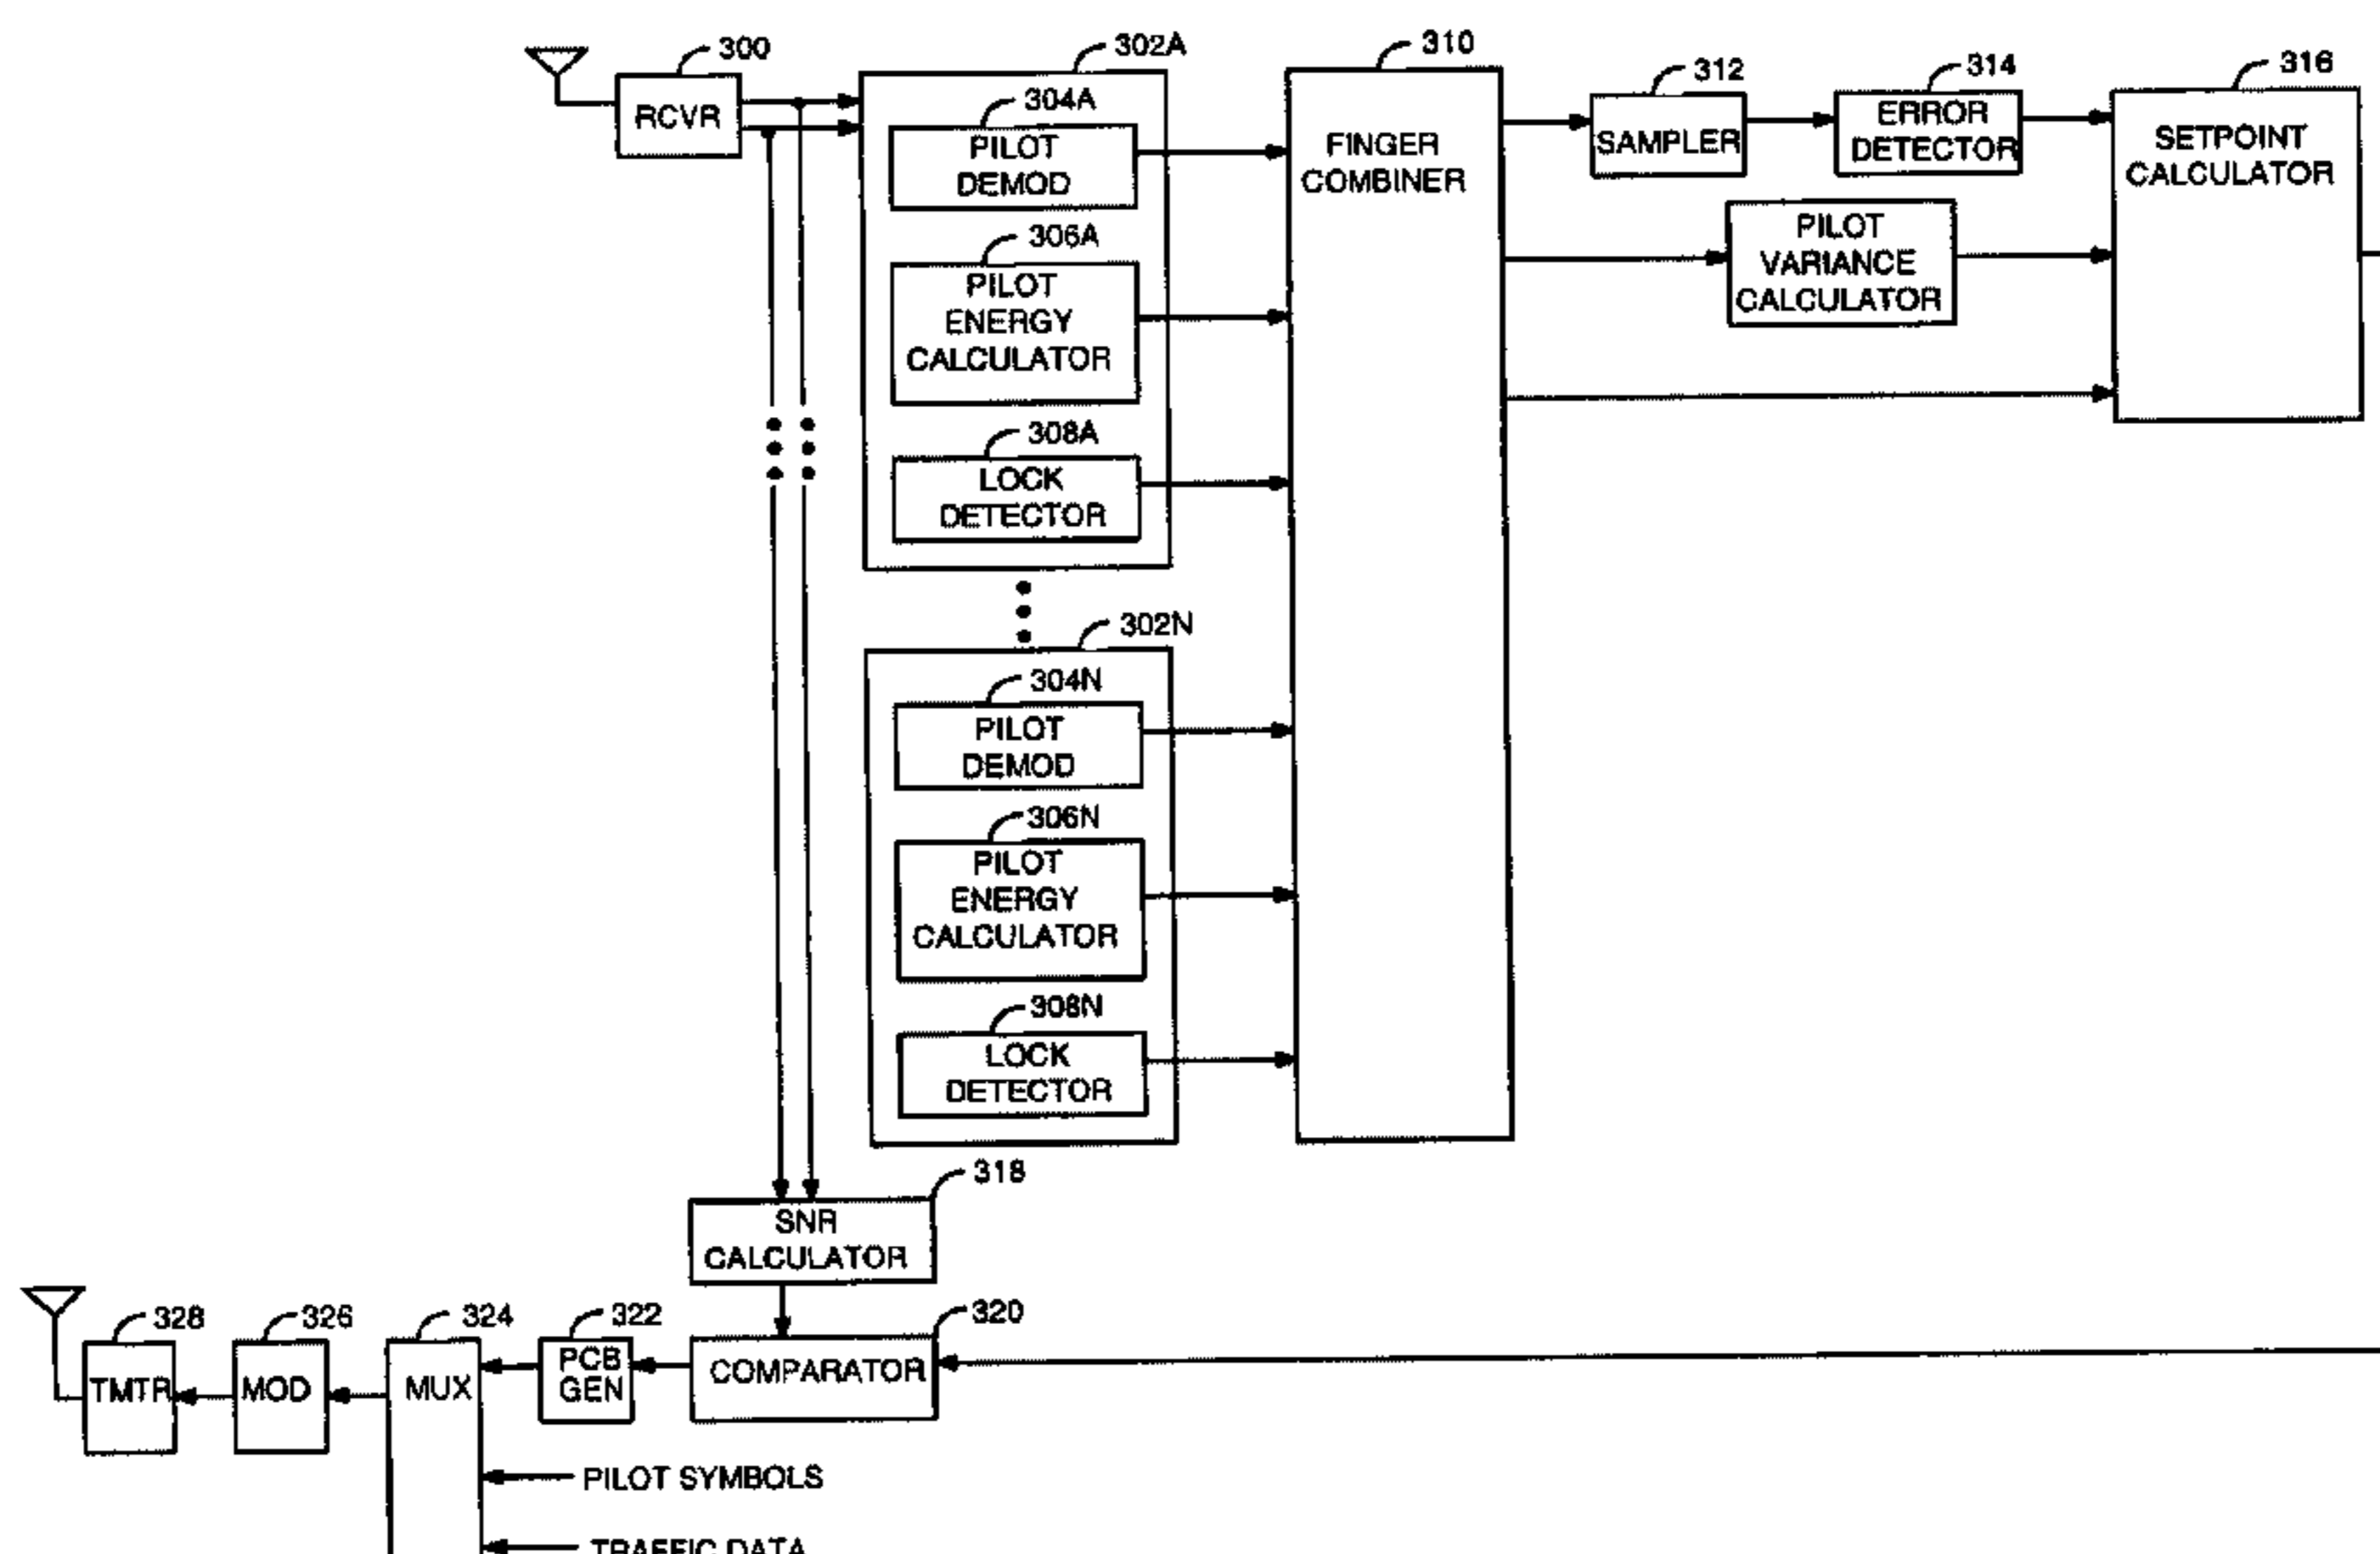 300
RCVR
302A
304A
PILOT
DEMOD
306A
PILOT
ENERGY
CALCULATOR
308A
LOCK
DETECTOR
302N
304N
PILOT
DEMOD
306N
PILOT
ENERGY
CALCULATOR
308N
LOCK
DETECTOR
310
FINGER
COMBINER
312
SAMPLER
314
ERROR
DETECTOR
PILOT
VARIANCE
CALCULATOR
316
SETPOINT
CALCULATOR
318
SNR
CALCULATOR
320
COMPARATOR
322
PCB
GEN
324
MUX
326
MOD
328
TMTR
PILOT SYMBOLS
TRAFFIC DATA